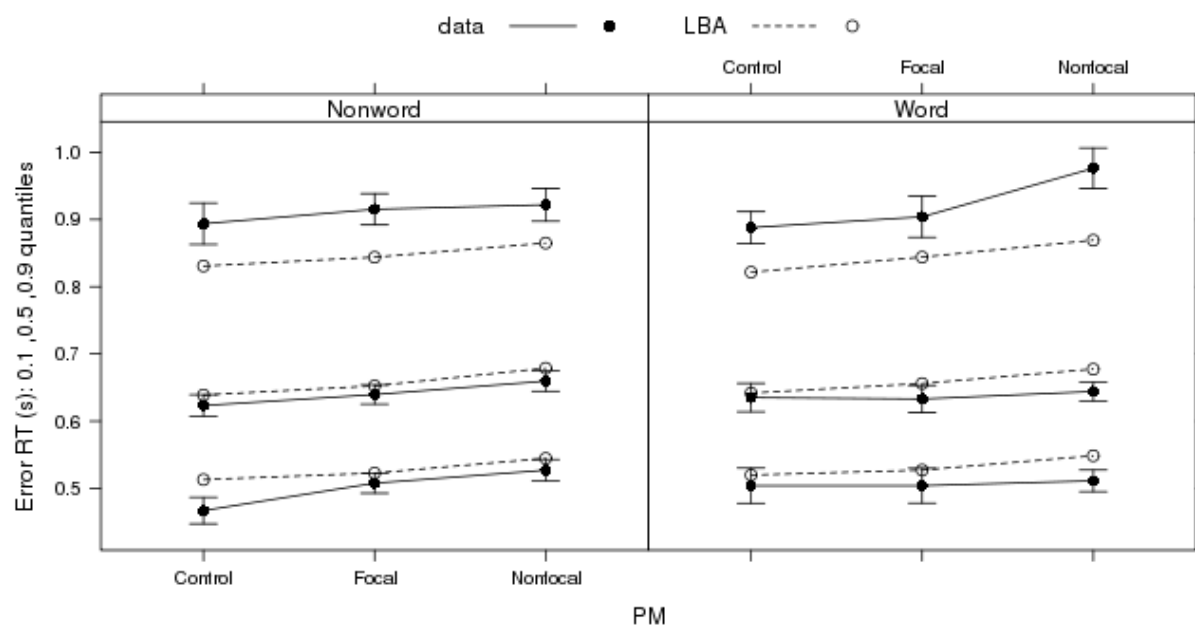 data LBA
Control Focal Nonfocal
Nonword Word
Error RT (s): 0.1 ,0.5 ,0.9 quantiles
1.0
0.9
0.8
0.7
0.6
0.5
Control Focal Nonfocal
PM